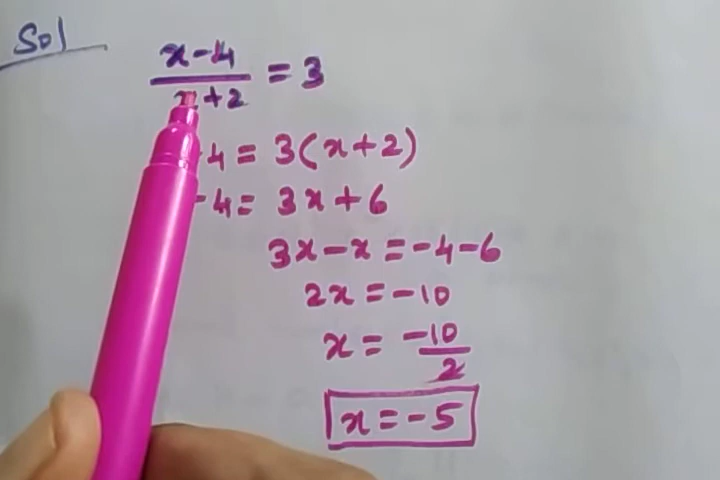 Sol
x-4/x+2 = 3
-4 = 3(x+2)
-4 = 3x+6
3x-x = -4-6
2x = -10
x = -10/2
x = -5